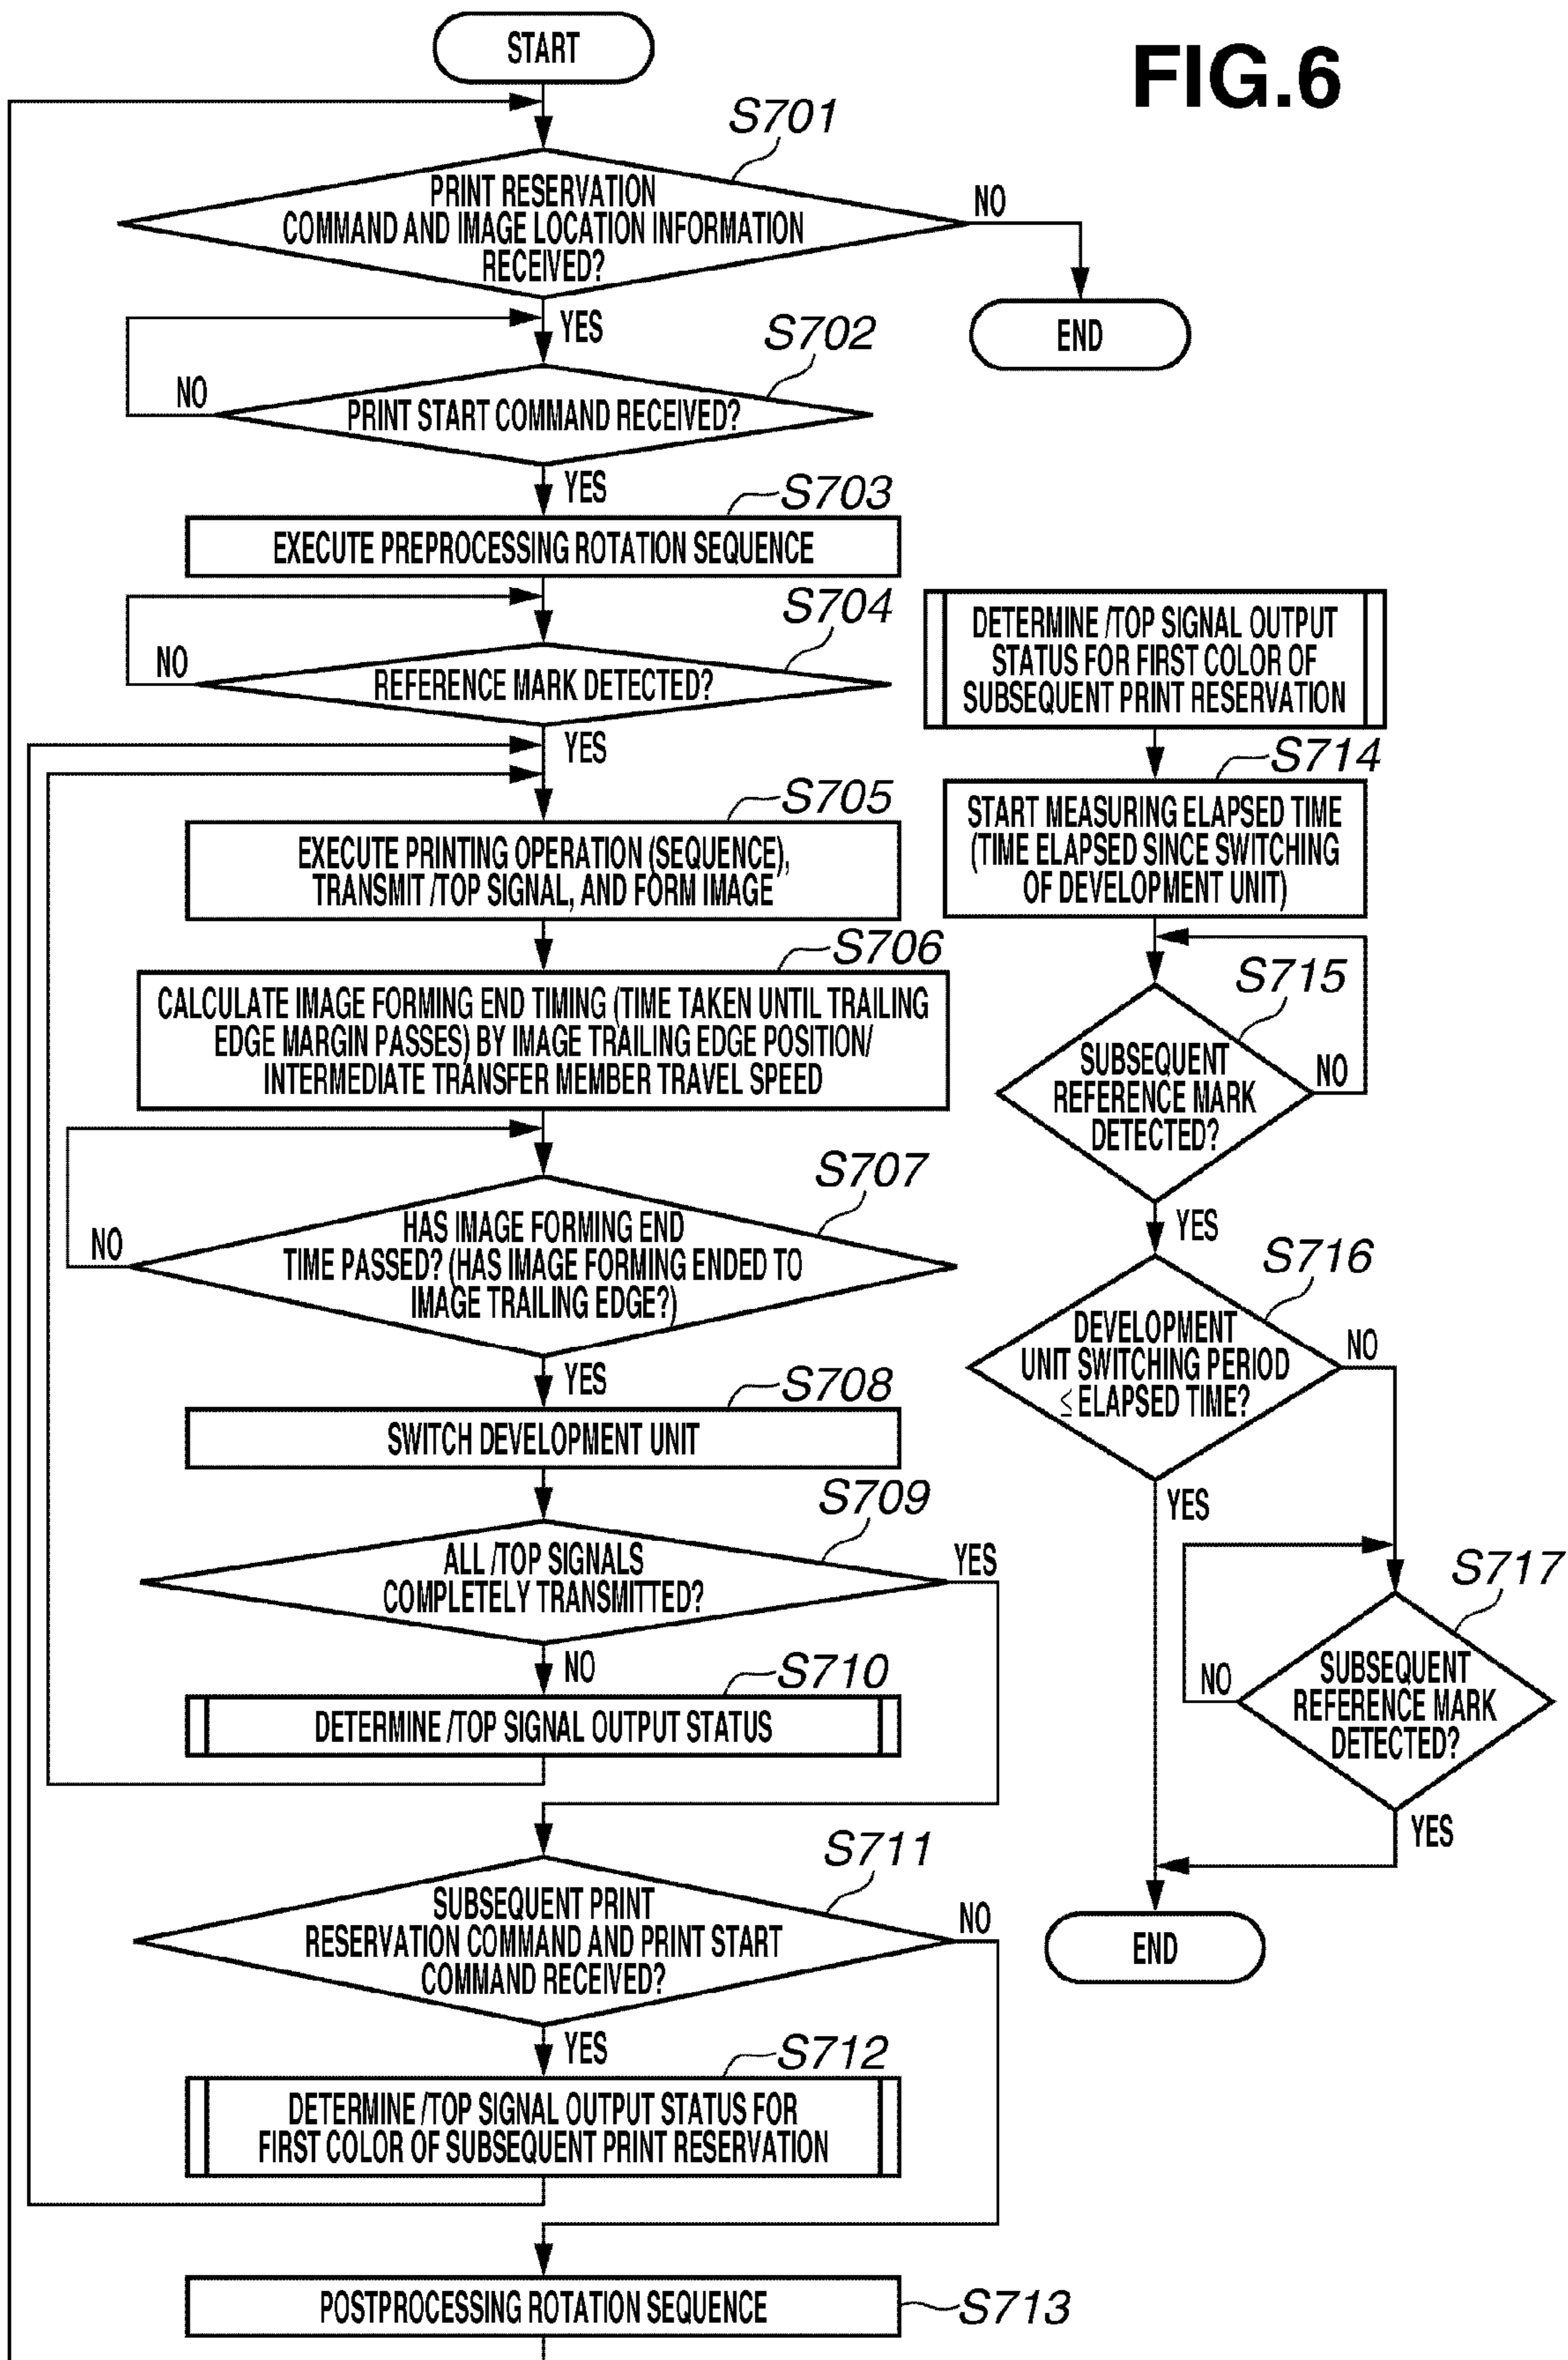 FIG.6
START
S701
PRINT RESERVATION
COMMAND AND IMAGE LOCATION INFORMATION
RECEIVED?
NO
END
YES
S702
NO
PRINT START COMMAND RECEIVED?
YES
S703
EXECUTE PREPROCESSING ROTATION SEQUENCE
S704
NO
REFERENCE MARK DETECTED?
YES
S705
EXECUTE PRINTING OPERATION (SEQUENCE),
TRANSMIT /TOP SIGNAL, AND FORM IMAGE
S706
CALCULATE IMAGE FORMING END TIMING (TIME TAKEN UNTIL TRAILING
EDGE MARGIN PASSES) BY IMAGE TRAILING EDGE POSITION/
INTERMEDIATE TRANSFER MEMBER TRAVEL SPEED
S707
NO
HAS IMAGE FORMING END
TIME PASSED? (HAS IMAGE FORMING ENDED TO
IMAGE TRAILING EDGE?)
YES
S708
SWITCH DEVELOPMENT UNIT
S709
ALL /TOP SIGNALS
COMPLETELY TRANSMITTED?
YES
NO
S710
DETERMINE /TOP SIGNAL OUTPUT STATUS
S711
SUBSEQUENT PRINT
RESERVATION COMMAND AND PRINT START
COMMAND RECEIVED?
NO
YES
S712
DETERMINE /TOP SIGNAL OUTPUT STATUS FOR
FIRST COLOR OF SUBSEQUENT PRINT RESERVATION
POSTPROCESSING ROTATION SEQUENCE
S713
DETERMINE /TOP SIGNAL OUTPUT
STATUS FOR FIRST COLOR OF
SUBSEQUENT PRINT RESERVATION
S714
START MEASURING ELAPSED TIME
(TIME ELAPSED SINCE SWITCHING
OF DEVELOPMENT UNIT)
S715
SUBSEQUENT
REFERENCE MARK
DETECTED?
NO
YES
S716
DEVELOPMENT
UNIT SWITCHING PERIOD
≤ ELAPSED TIME?
NO
YES
S717
NO
SUBSEQUENT
REFERENCE MARK
DETECTED?
YES
END